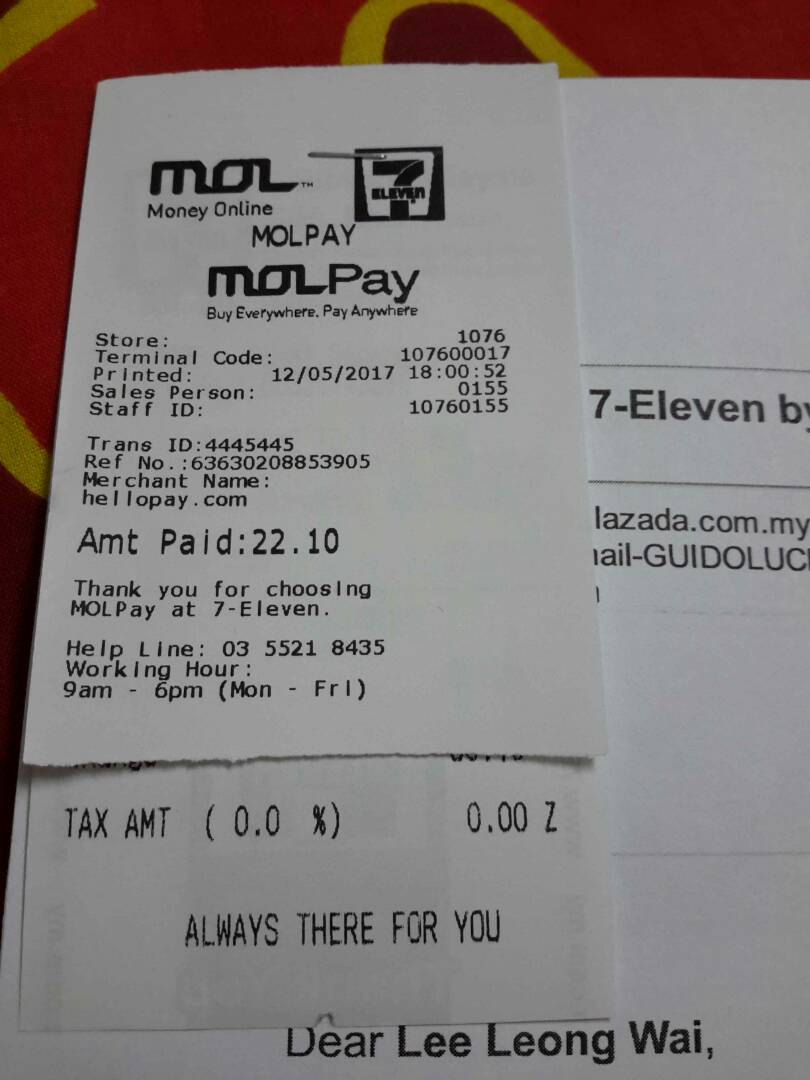 mol™
Money Online
7 ELEVEN
MOLPAY
molPay
Buy Everywhere. Pay Anywhere
Store: 1076
Terminal Code: 107600017
Printed: 12/05/2017 18:00:52
Sales Person: 0155
Staff ID: 10760155
Trans ID:4445445
Ref No.:63630208853905
Merchant Name:
hellopay.com
Amt Paid:22.10
Thank you for choosing
MOLPay at 7-Eleven.
Help Line: 03 5521 8435
Working Hour:
9am - 6pm (Mon - Fri)
TAX AMT ( 0.0 %) 0.00 Z
ALWAYS THERE FOR YOU
7-Eleven by
lazada.com.my
Dear Lee Leong Wai,